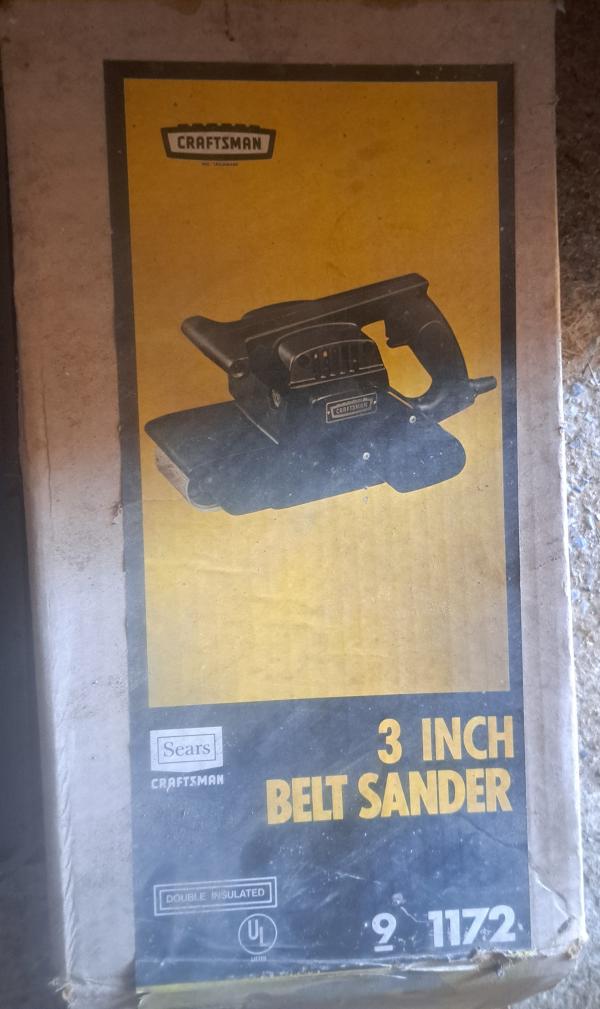 CRAFTSMAN
CRAFTSMAN
Sears
CRAFTSMAN
3 INCH
BELT SANDER
DOUBLE INSULATED
UL
9 1172